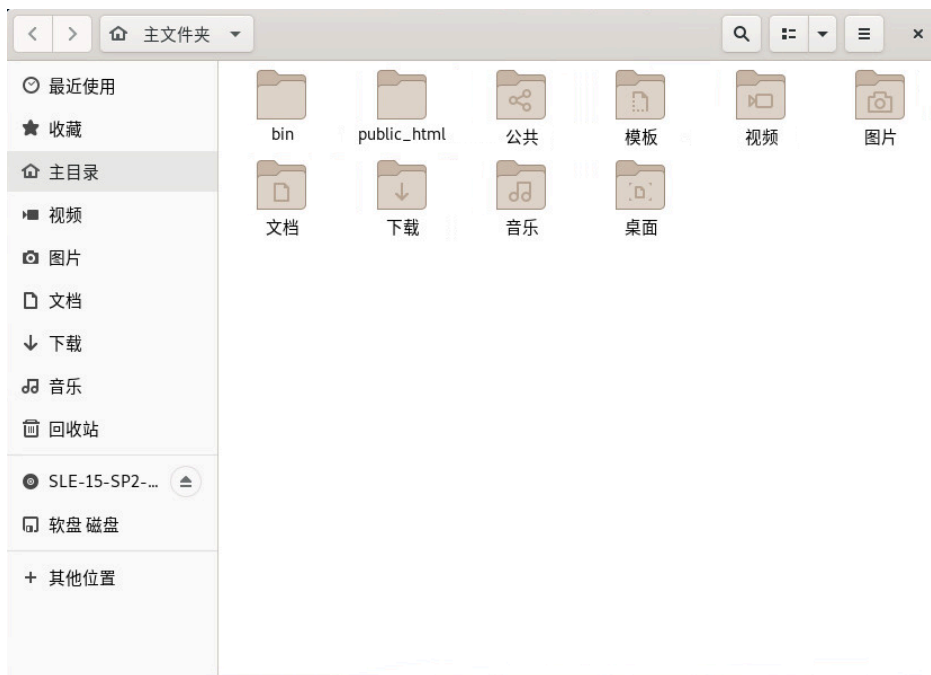 主文件夹
最近使用
收藏
主目录
视频
图片
文档
下载
音乐
回收站
SLE-15-SP2-...
软盘 磁盘
其他位置
bin
public_html
公共
模板
视频
图片
文档
下载
音乐
桌面